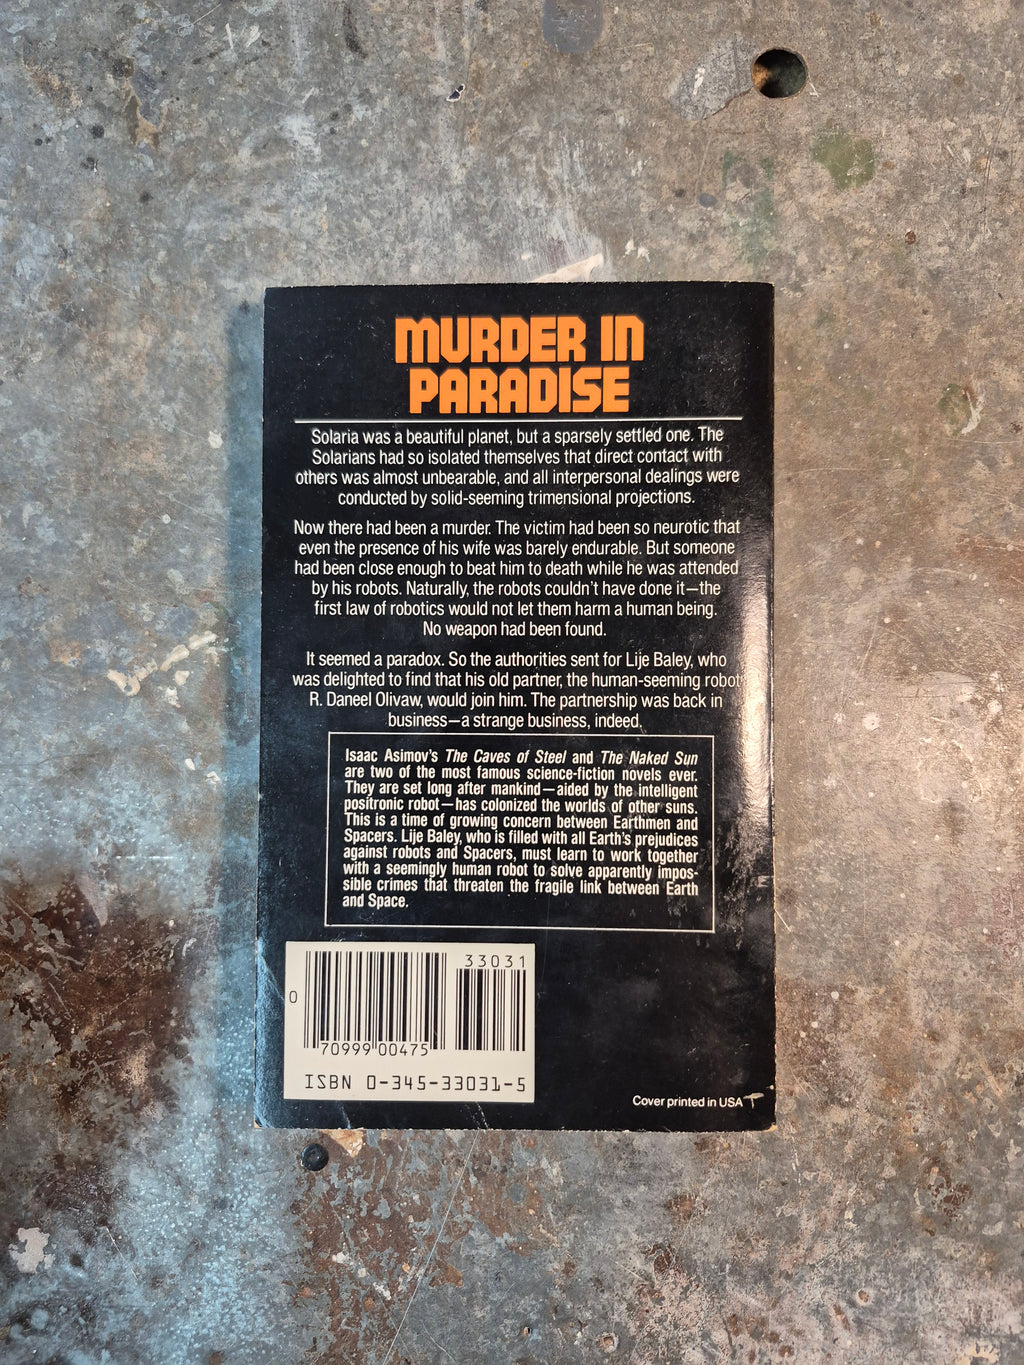 MURDER IN
PARADISE
Solaria was a beautiful planet, but a sparsely settled one. The
Solarians had so isolated themselves that direct contact with
others was almost unbearable, and all interpersonal dealings were
conducted by solid-seeming trimensional projections.
Now there had been a murder. The victim had been so neurotic that
even the presence of his wife was barely endurable. But someone
had been close enough to beat him to death while he was attended
by his robots. Naturally, the robots couldn't have done it—the
first law of robotics would not let them harm a human being.
No weapon had been found.
It seemed a paradox. So the authorities sent for Lije Baley, who
was delighted to find that his old partner, the human-seeming robot
R. Daneel Olivaw, would join him. The partnership was back in
business—a strange business, indeed.
Isaac Asimov's The Caves of Steel and The Naked Sun
are two of the most famous science-fiction novels ever.
They are set long after mankind—aided by the intelligent
positronic robot—has colonized the worlds of other suns.
This is a time of growing concern between Earthmen and
Spacers. Lije Baley, who is filled with all Earth's prejudices
against robots and Spacers, must learn to work together
with a seemingly human robot to solve apparently impos-
sible crimes that threaten the fragile link between Earth
and Space.
33031
0
70999 00475
ISBN 0-345-33031-5
Cover printed in USA